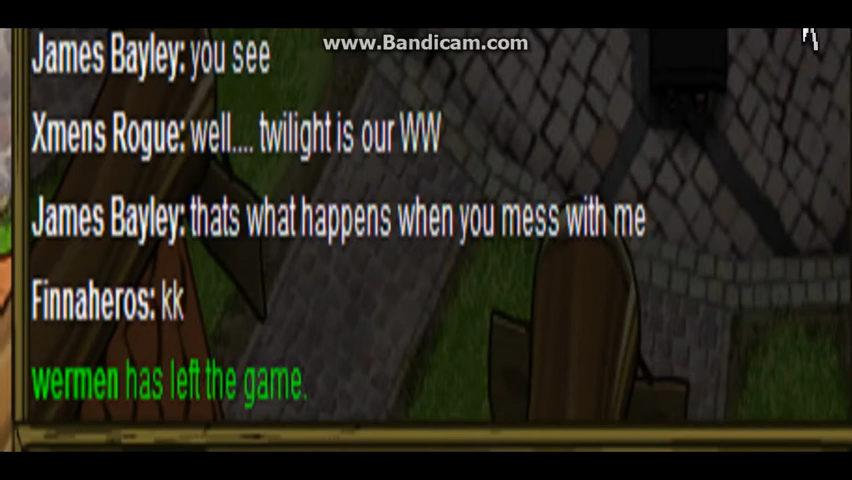 www.Bandicam.com
James Bayley: you see
Xmens Rogue: well.... twilight is our WW
James Bayley: thats what happens when you mess with me
Finnaheros: kk
wermen has left the game.